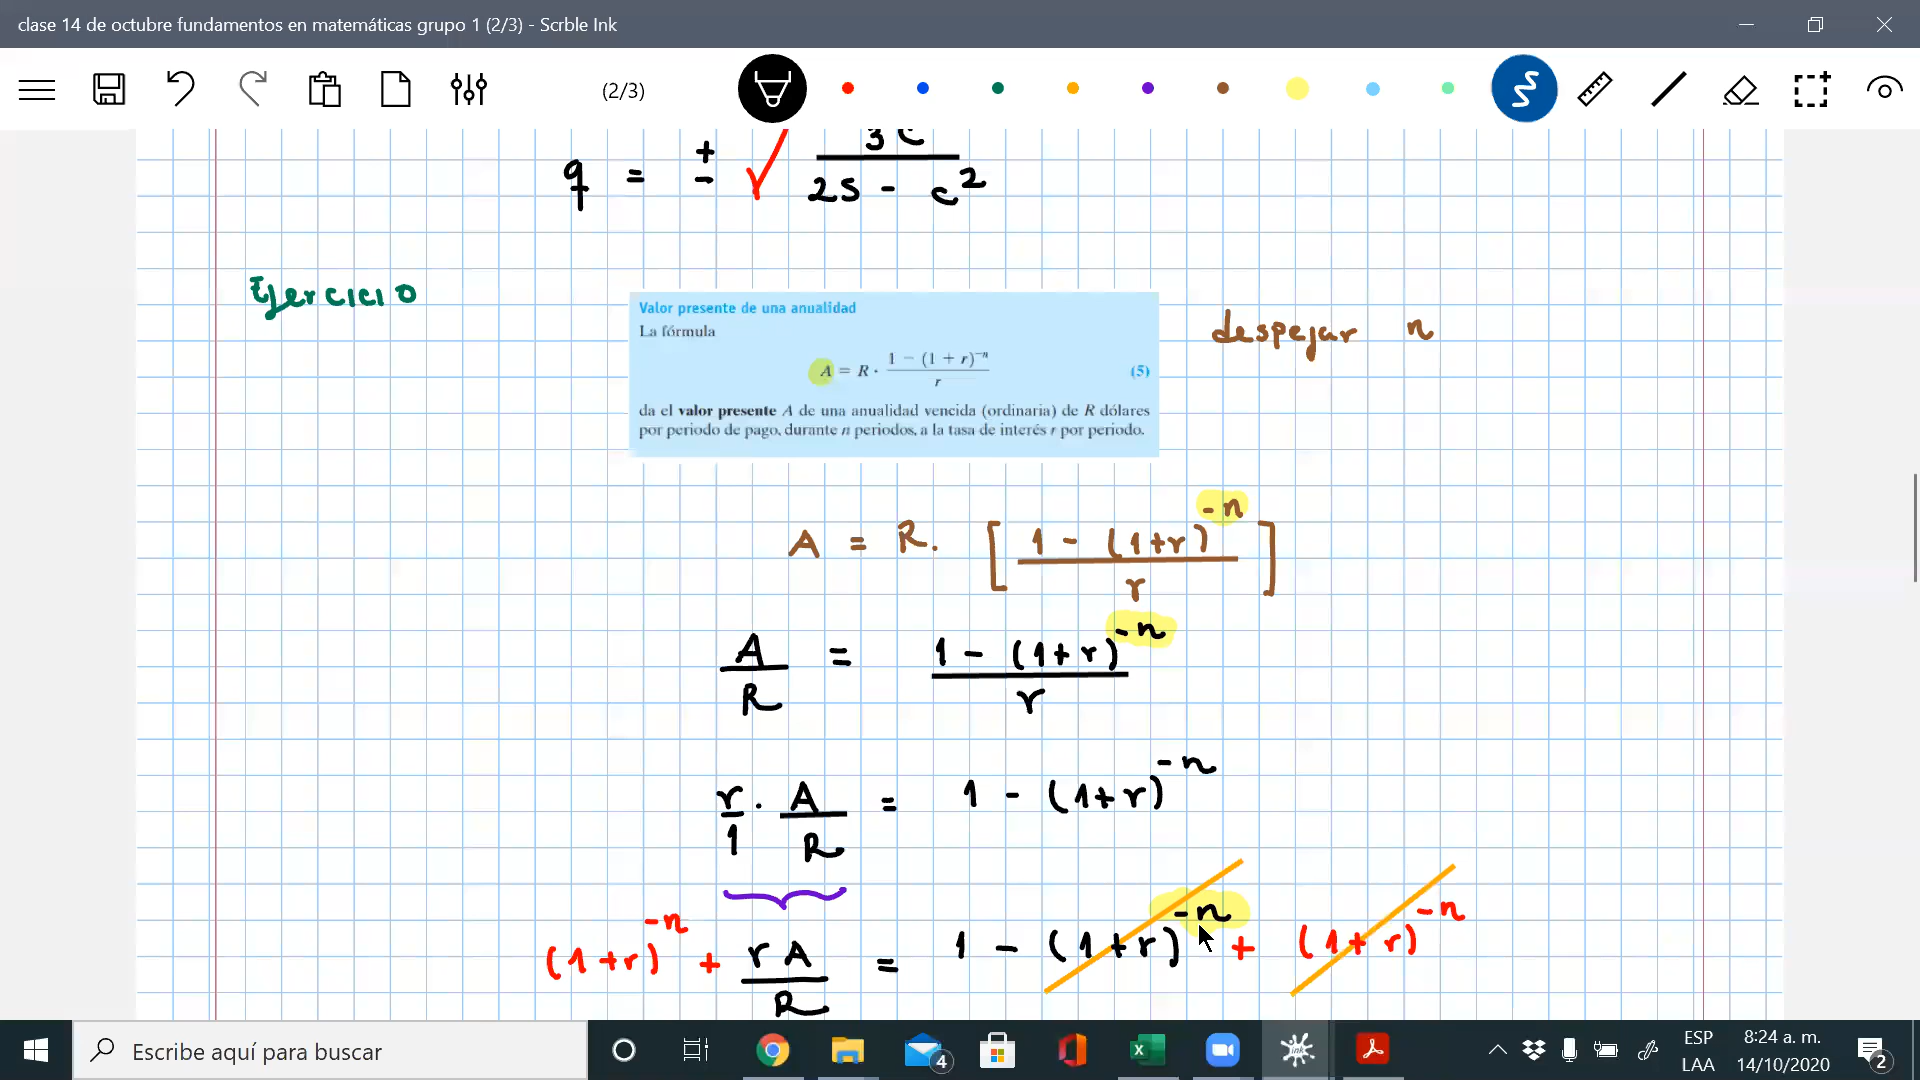 clase 14 de octubre fundamentos en matemáticas grupo 1 (2/3) - Scrble Ink
(2/3)
q = ± √ 3c / 2S - c²
Ejercicio
Valor presente de una anualidad
La fórmula
A = R · 1 − (1 + r)⁻ⁿ / r (5)
da el valor presente A de una anualidad vencida (ordinaria) de R dólares
por periodo de pago, durante n periodos, a la tasa de interés r por periodo.
despejar n
A = R. [ 1 - (1+r)⁻ⁿ / r ]
A / R = 1 - (1+r)⁻ⁿ / r
r / 1 · A / R = 1 - (1+r)⁻ⁿ
(1+r)⁻ⁿ + rA / R = 1 - (1+r)⁻ⁿ + (1+r)⁻ⁿ
Escribe aquí para buscar
4
ink
ESP
LAA
8:24 a. m.
14/10/2020
2